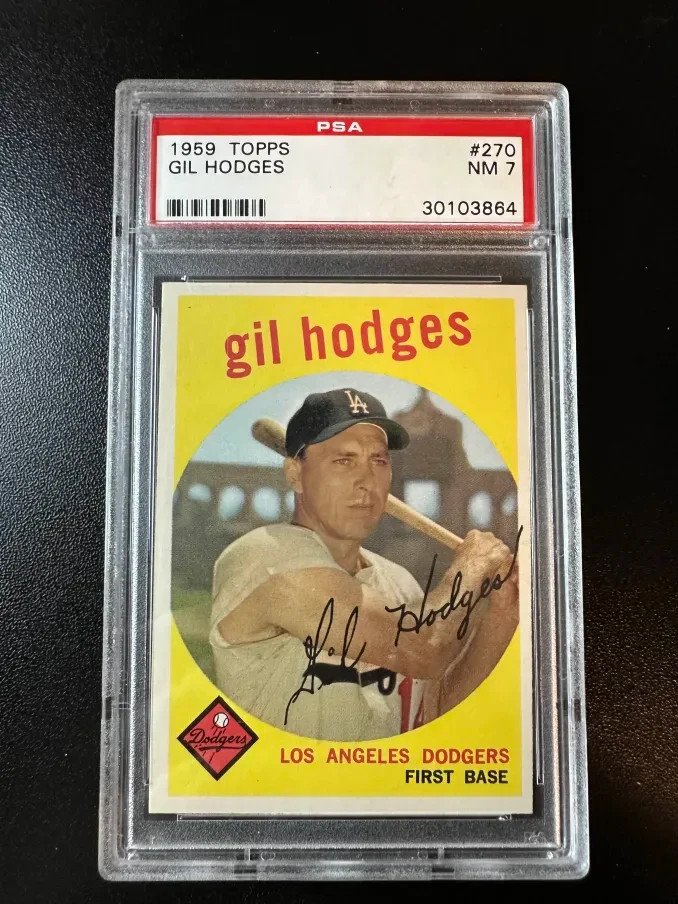 PSA
1959 TOPPS #270
GIL HODGES NM 7
30103864
gil hodges
LA
Gil Hodges
14
Dodgers
LOS ANGELES DODGERS
FIRST BASE